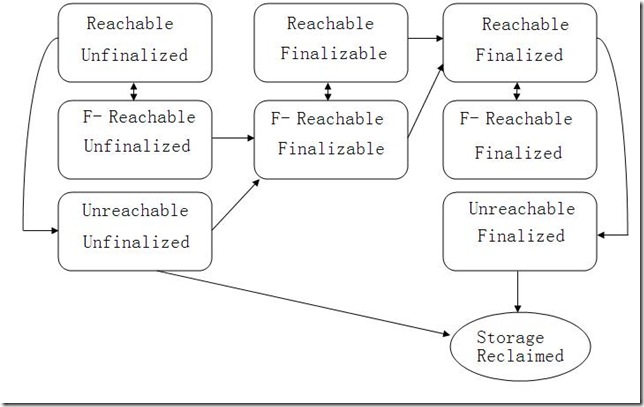 Reachable
Unfinalized
Reachable
Finalizable
Reachable
Finalized
F- Reachable
Unfinalized
F- Reachable
Finalizable
F- Reachable
Finalized
Unreachable
Unfinalized
Unreachable
Finalized
Storage
Reclaimed